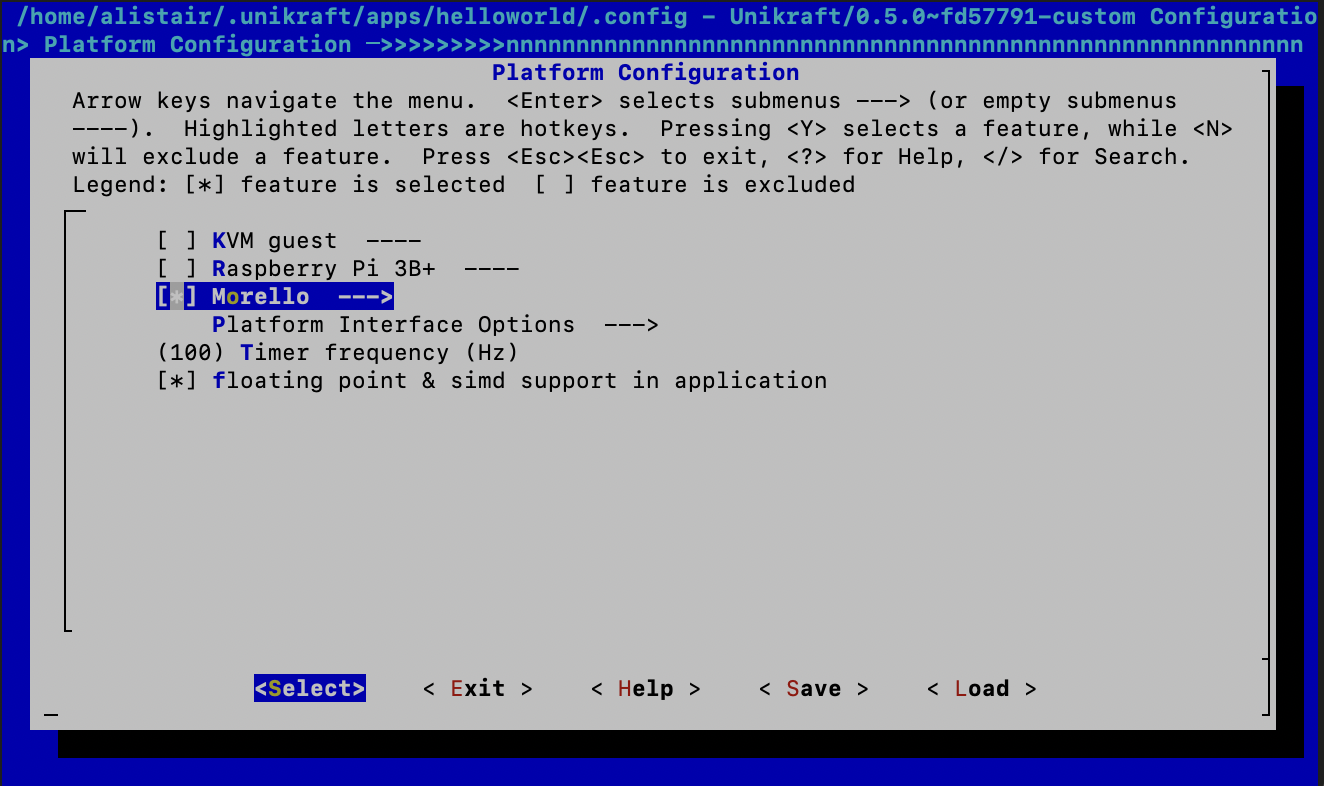 /home/alistair/.unikraft/apps/helloworld/.config - Unikraft/0.5.0~fd57791-custom Configuratio
n> Platform Configuration ─>>>>>>>>>nnnnnnnnnnnnnnnnnnnnnnnnnnnnnnnnnnnnnnnnnnnnnnnnnnnnnnnnn
Platform Configuration
Arrow keys navigate the menu.  <Enter> selects submenus ---> (or empty submenus
----).  Highlighted letters are hotkeys.  Pressing <Y> selects a feature, while <N>
will exclude a feature.  Press <Esc><Esc> to exit, <?> for Help, </> for Search.
Legend: [*] feature is selected  [ ] feature is excluded
[ ] KVM guest  ----
[ ] Raspberry Pi 3B+  ----
[*] Morello  --->
Platform Interface Options  --->
(100) Timer frequency (Hz)
[*] floating point & simd support in application
<Select>    < Exit >    < Help >    < Save >    < Load >